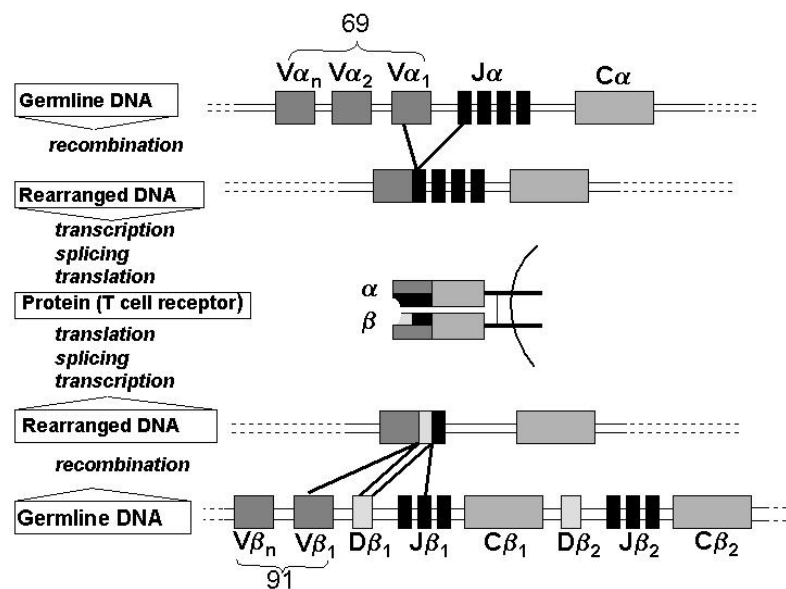 69
Vαn Vα2 Vα1 Jα Cα
Germline DNA
recombination
Rearranged DNA
transcription
splicing
translation
α
Protein (T cell receptor)
β
translation
splicing
transcription
Rearranged DNA
recombination
Germline DNA
Vβn Vβ1 Dβ1 Jβ1 Cβ1 Dβ2 Jβ2 Cβ2
91